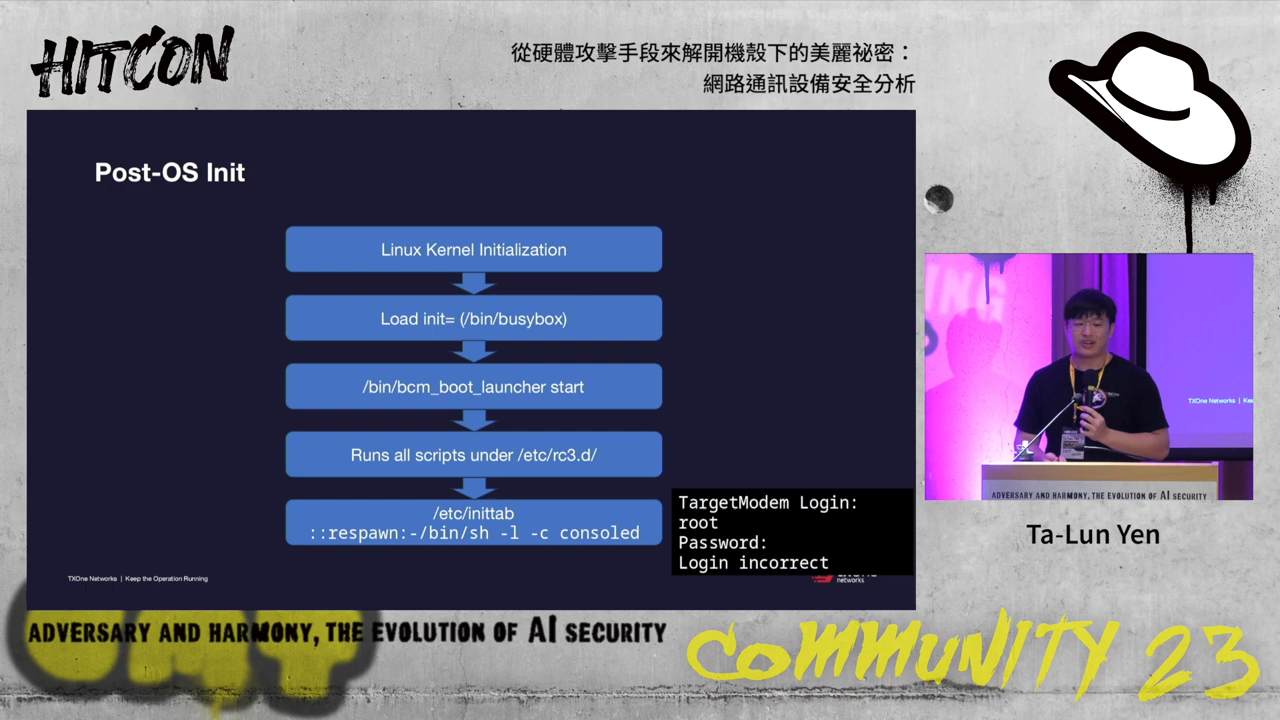 HITCON
從硬體攻擊手段來解開機殼下的美麗祕密：
網路通訊設備安全分析
Post-OS Init
Linux Kernel Initialization
Load init= (/bin/busybox)
/bin/bcm_boot_launcher start
Runs all scripts under /etc/rc3.d/
/etc/inittab
::respawn:-/bin/sh -l -c consoled
TargetModem Login:
root
Password:
Login incorrect
TXOne Networks | Keep the Operation Running
networks
TXOne Networks | Kee
ADVERSARY AND HARMONY, THE EVOLUTION OF AI SECURITY
Ta-Lun Yen
ADVERSARY AND HARMONY, THE EVOLUTION OF AI SECURITY
COMMUNITY 23